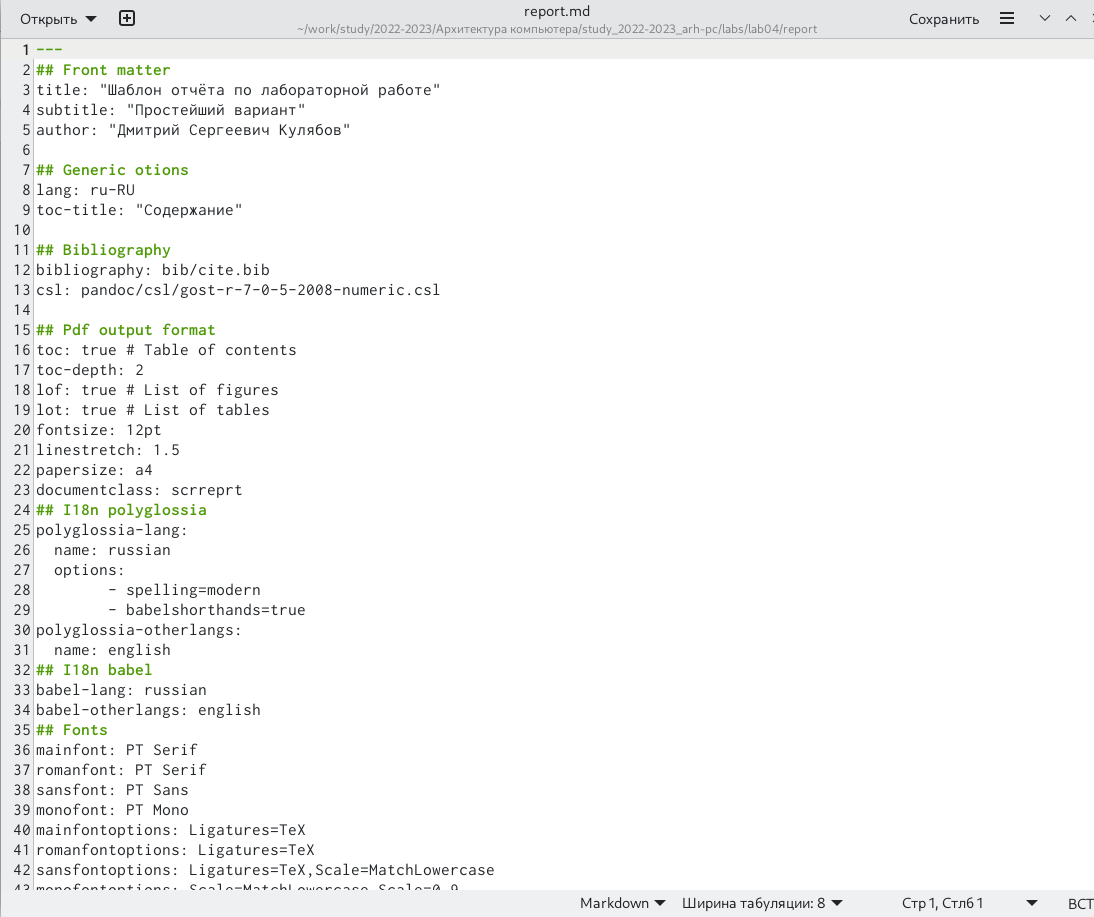 Открыть
report.md
~/work/study/2022-2023/Архитектура компьютера/study_2022-2023_arh-pc/labs/lab04/report
Сохранить
1 ---
2 ## Front matter
3 title: "Шаблон отчёта по лабораторной работе"
4 subtitle: "Простейший вариант"
5 author: "Дмитрий Сергеевич Кулябов"
6
7 ## Generic otions
8 lang: ru-RU
9 toc-title: "Содержание"
10
11 ## Bibliography
12 bibliography: bib/cite.bib
13 csl: pandoc/csl/gost-r-7-0-5-2008-numeric.csl
14
15 ## Pdf output format
16 toc: true # Table of contents
17 toc-depth: 2
18 lof: true # List of figures
19 lot: true # List of tables
20 fontsize: 12pt
21 linestretch: 1.5
22 papersize: a4
23 documentclass: scrreprt
24 ## I18n polyglossia
25 polyglossia-lang:
26   name: russian
27   options:
28         - spelling=modern
29         - babelshorthands=true
30 polyglossia-otherlangs:
31   name: english
32 ## I18n babel
33 babel-lang: russian
34 babel-otherlangs: english
35 ## Fonts
36 mainfont: PT Serif
37 romanfont: PT Serif
38 sansfont: PT Sans
39 monofont: PT Mono
40 mainfontoptions: Ligatures=TeX
41 romanfontoptions: Ligatures=TeX
42 sansfontoptions: Ligatures=TeX,Scale=MatchLowercase
43 monofontoptions: Scale=MatchLowercase,Scale=0.9
Markdown Ширина табуляции: 8 Стр 1, Стлб 1 ВСТ